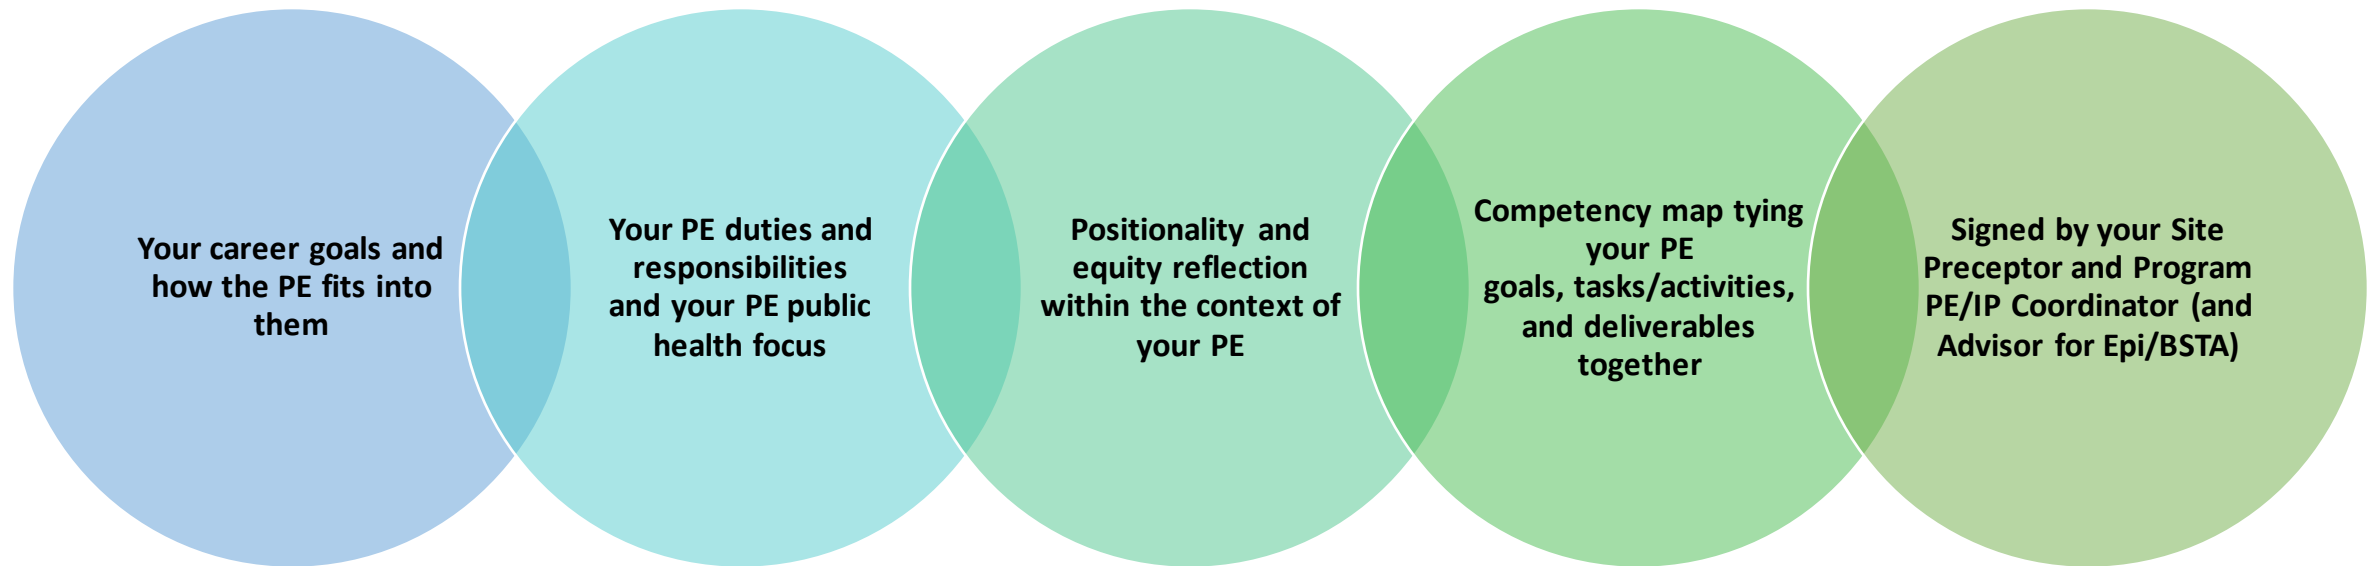 Your career goals and
how the PE fits into
them
Your PE duties and
responsibilities
and your PE public
health focus
Positionality and
equity reflection
within the context of
your PE
Competency map tying
your PE
goals, tasks/activities,
and deliverables
together
Signed by your Site
Preceptor and Program
PE/IP Coordinator (and
Advisor for Epi/BSTA)